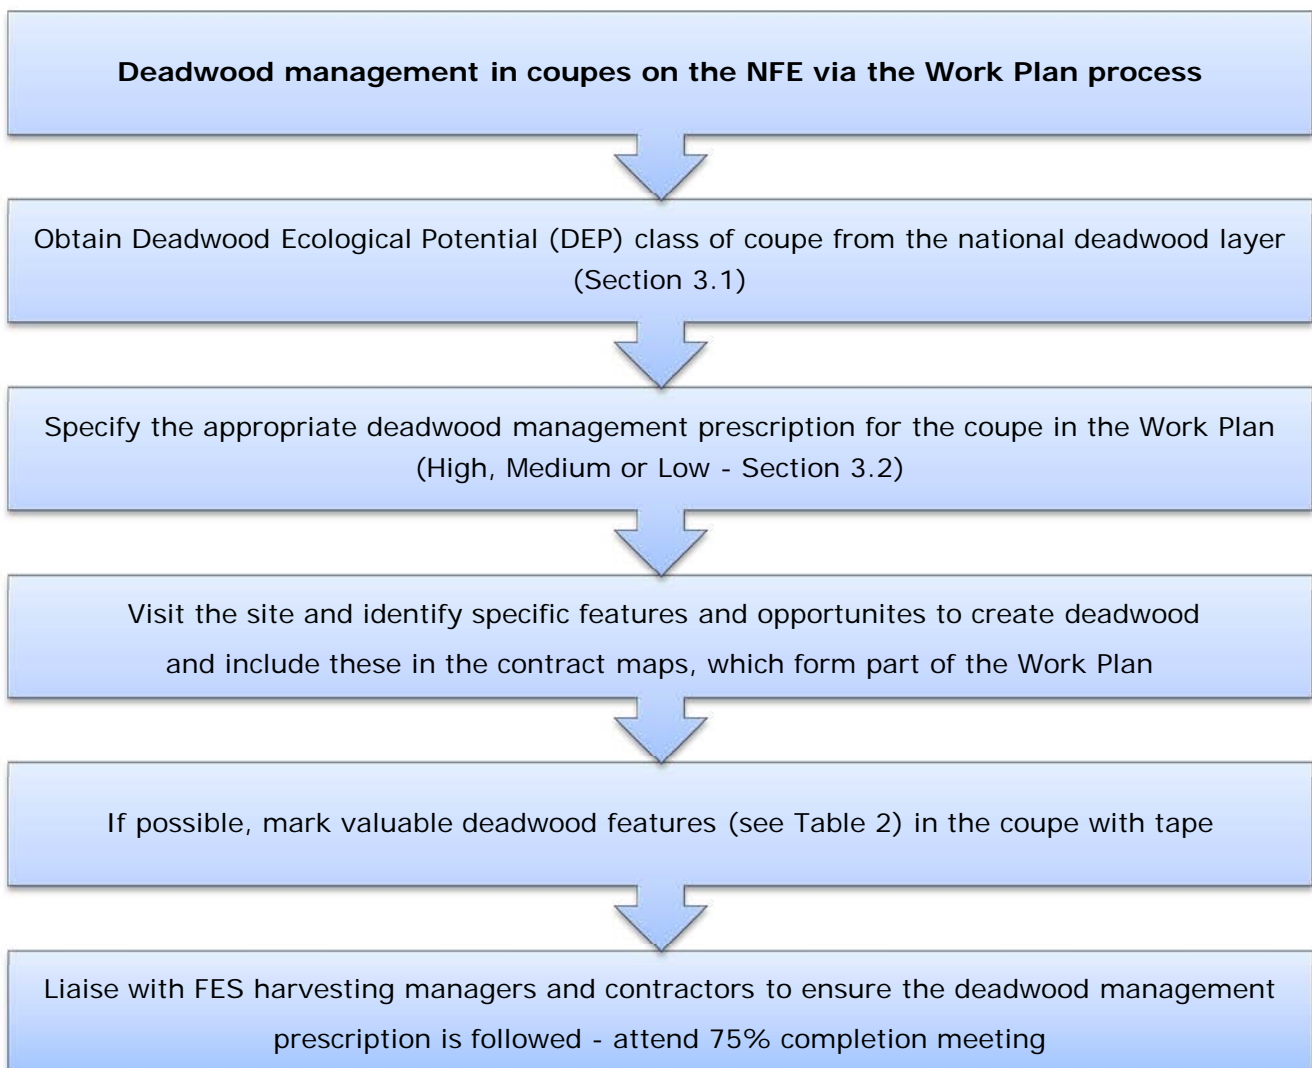 Deadwood management in coupes on the NFE via the Work Plan process
Obtain Deadwood Ecological Potential (DEP) class of coupe from the national deadwood layer
(Section 3.1)
Specify the appropriate deadwood management prescription for the coupe in the Work Plan
(High, Medium or Low - Section 3.2)
Visit the site and identify specific features and opportunites to create deadwood
and include these in the contract maps, which form part of the Work Plan
If possible, mark valuable deadwood features (see Table 2) in the coupe with tape
Liaise with FES harvesting managers and contractors to ensure the deadwood management
prescription is followed - attend 75% completion meeting